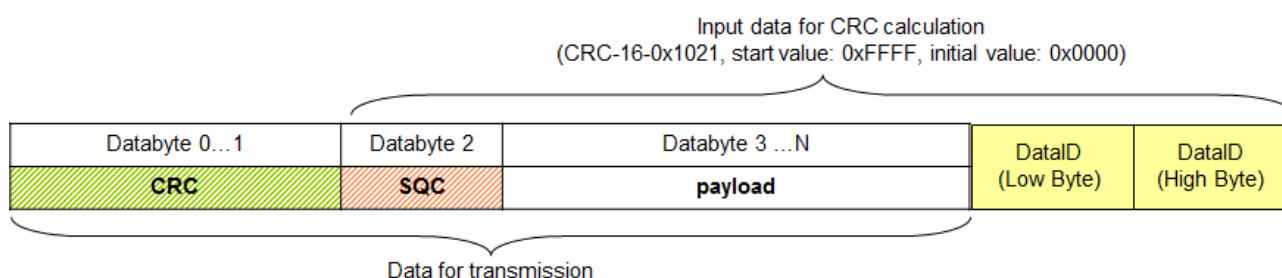 Input data for CRC calculation
(CRC-16-0x1021, start value: 0xFFFF, initial value: 0x0000)
Databyte 0...1
Databyte 2
Databyte 3 ...N
DataID
(Low Byte)
DataID
(High Byte)
CRC
SQC
payload
Data for transmission